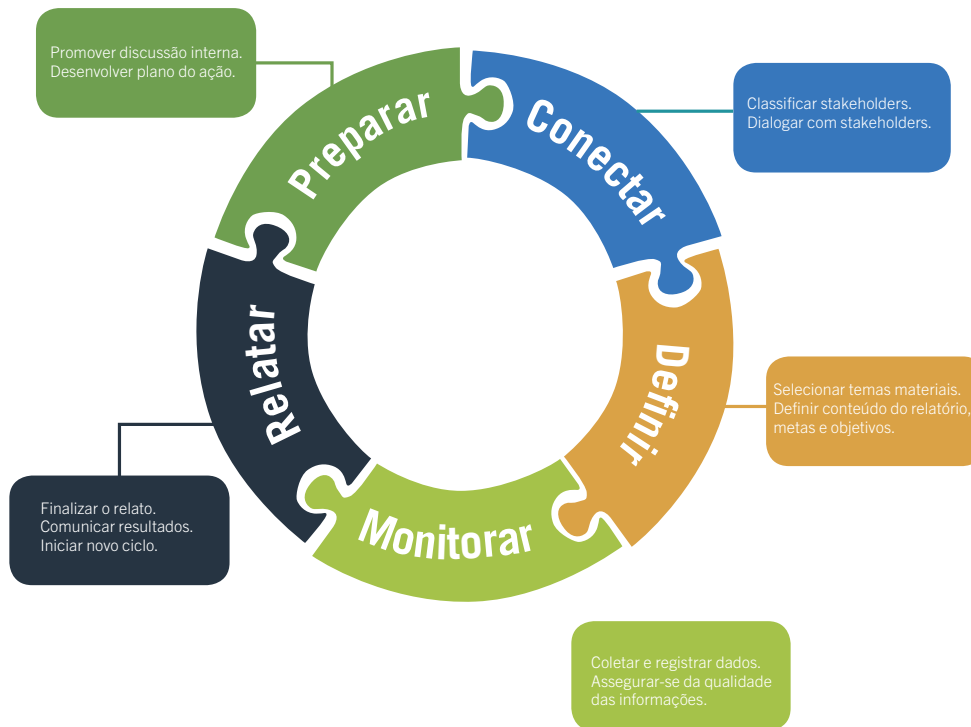 Promover discussão interna.
Desenvolver plano do ação.
Preparar
Conectar
Classificar stakeholders.
Dialogar com stakeholders.
Definir
Selecionar temas materiais.
Definir conteúdo do relatório,
metas e objetivos.
Monitorar
Coletar e registrar dados.
Assegurar-se da qualidade
das informações.
Relatar
Finalizar o relato.
Comunicar resultados.
Iniciar novo ciclo.